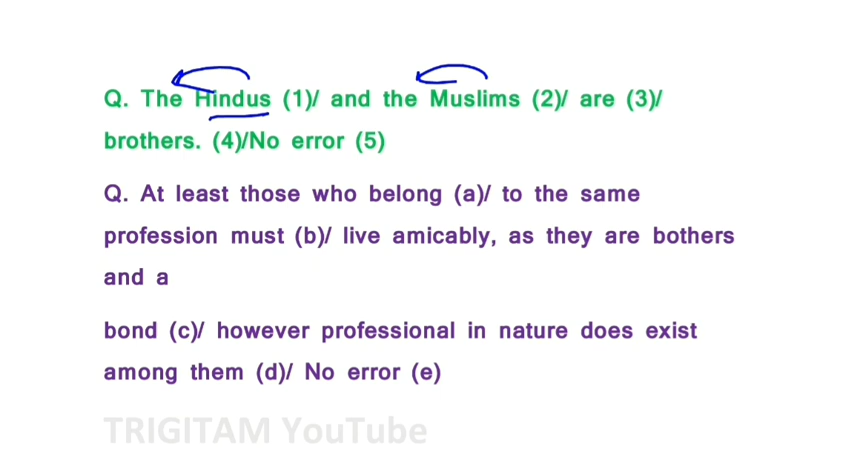 Q. The Hindus (1)/ and the Muslims (2)/ are (3)/
brothers. (4)/No error (5)
Q. At least those who belong (a)/ to the same
profession must (b)/ live amicably, as they are bothers
and a
bond (c)/ however professional in nature does exist
among them (d)/ No error (e)
TRIGITAM YouTube